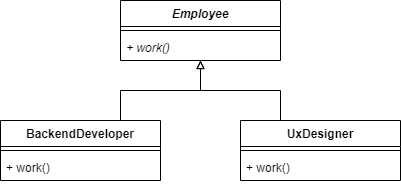 Employee
+ work()
BackendDeveloper
+ work()
UxDesigner
+ work()